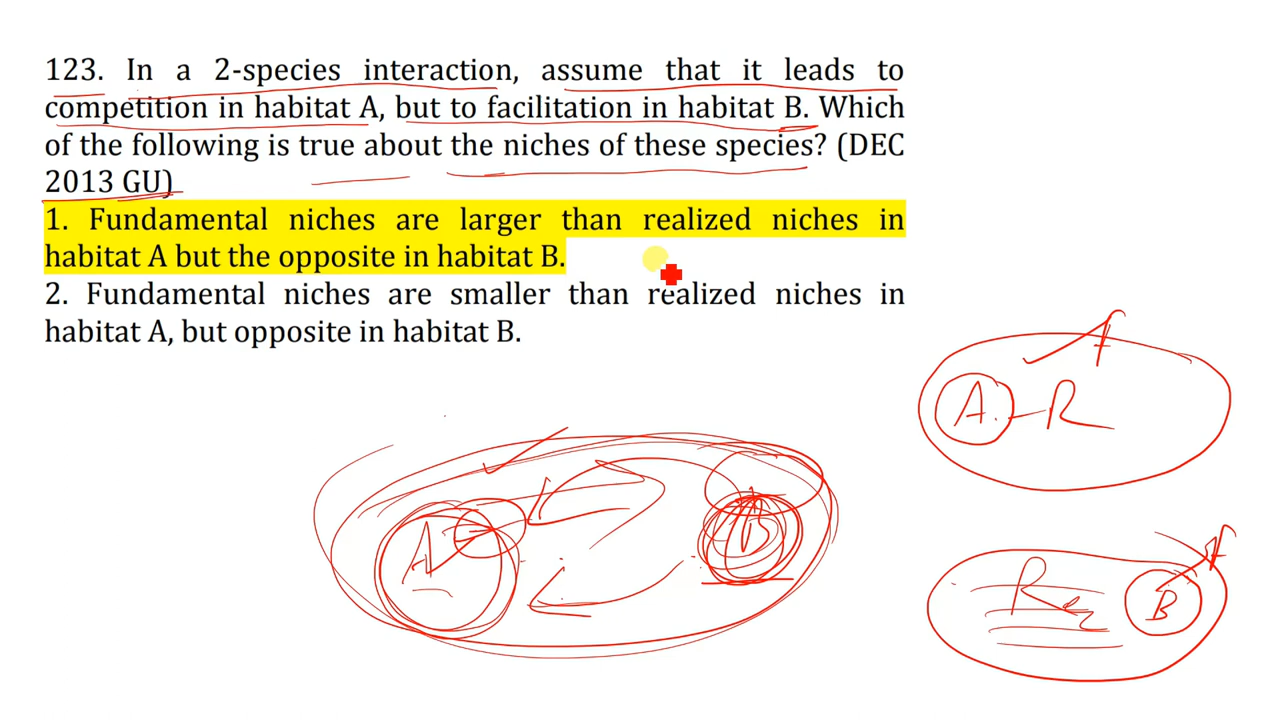 123. In a 2-species interaction, assume that it leads to
competition in habitat A, but to facilitation in habitat B. Which
of the following is true about the niches of these species? (DEC
2013 GU)
1. Fundamental niches are larger than realized niches in
habitat A but the opposite in habitat B.
2. Fundamental niches are smaller than realized niches in
habitat A, but opposite in habitat B.
A - R
B
R
B